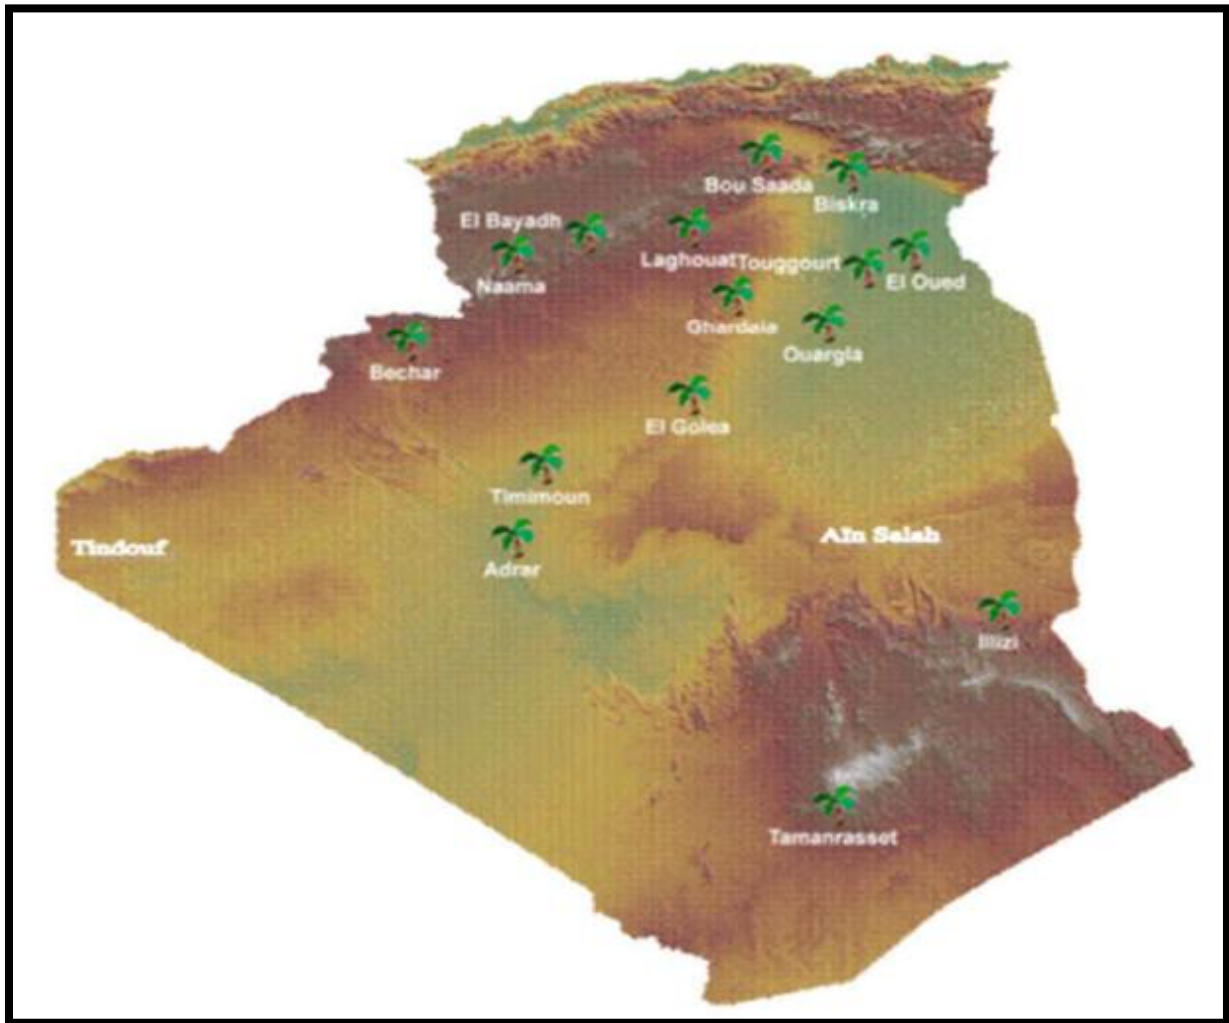 Bou Saada
Biskra
El Bayadh
Laghouat
Touggourt
Naama
El Oued
Ghardaia
Ouargla
Bechar
El Golea
Timimoun
Tindouf
Aïn Salah
Adrar
Illizi
Tamanrasset